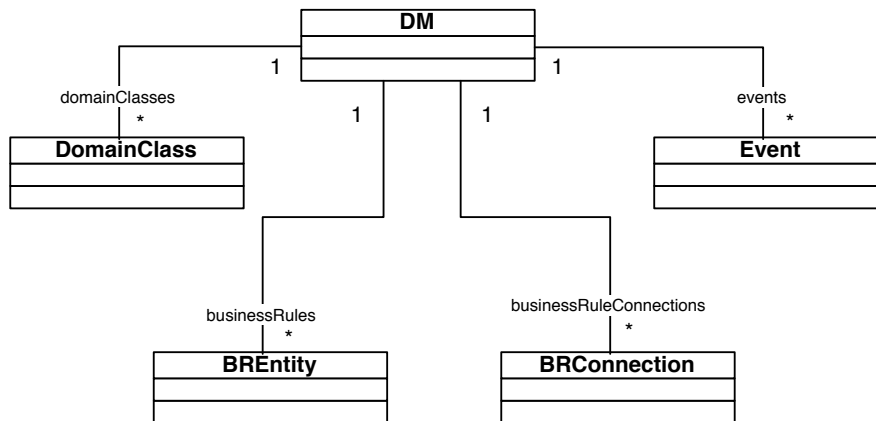 DM
1
1
1
1
domainClasses
*
events
*
DomainClass
Event
businessRules
*
businessRuleConnections
*
BREntity
BRConnection